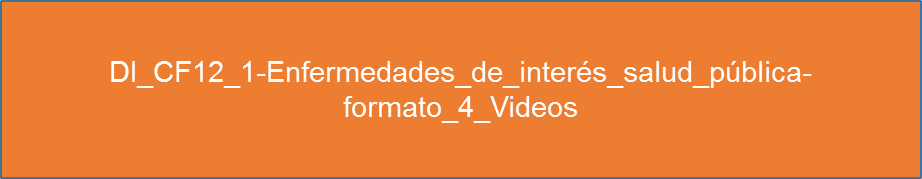 DI_CF12_1-Enfermedades_de_interés_salud_pública-
formato_4_Videos